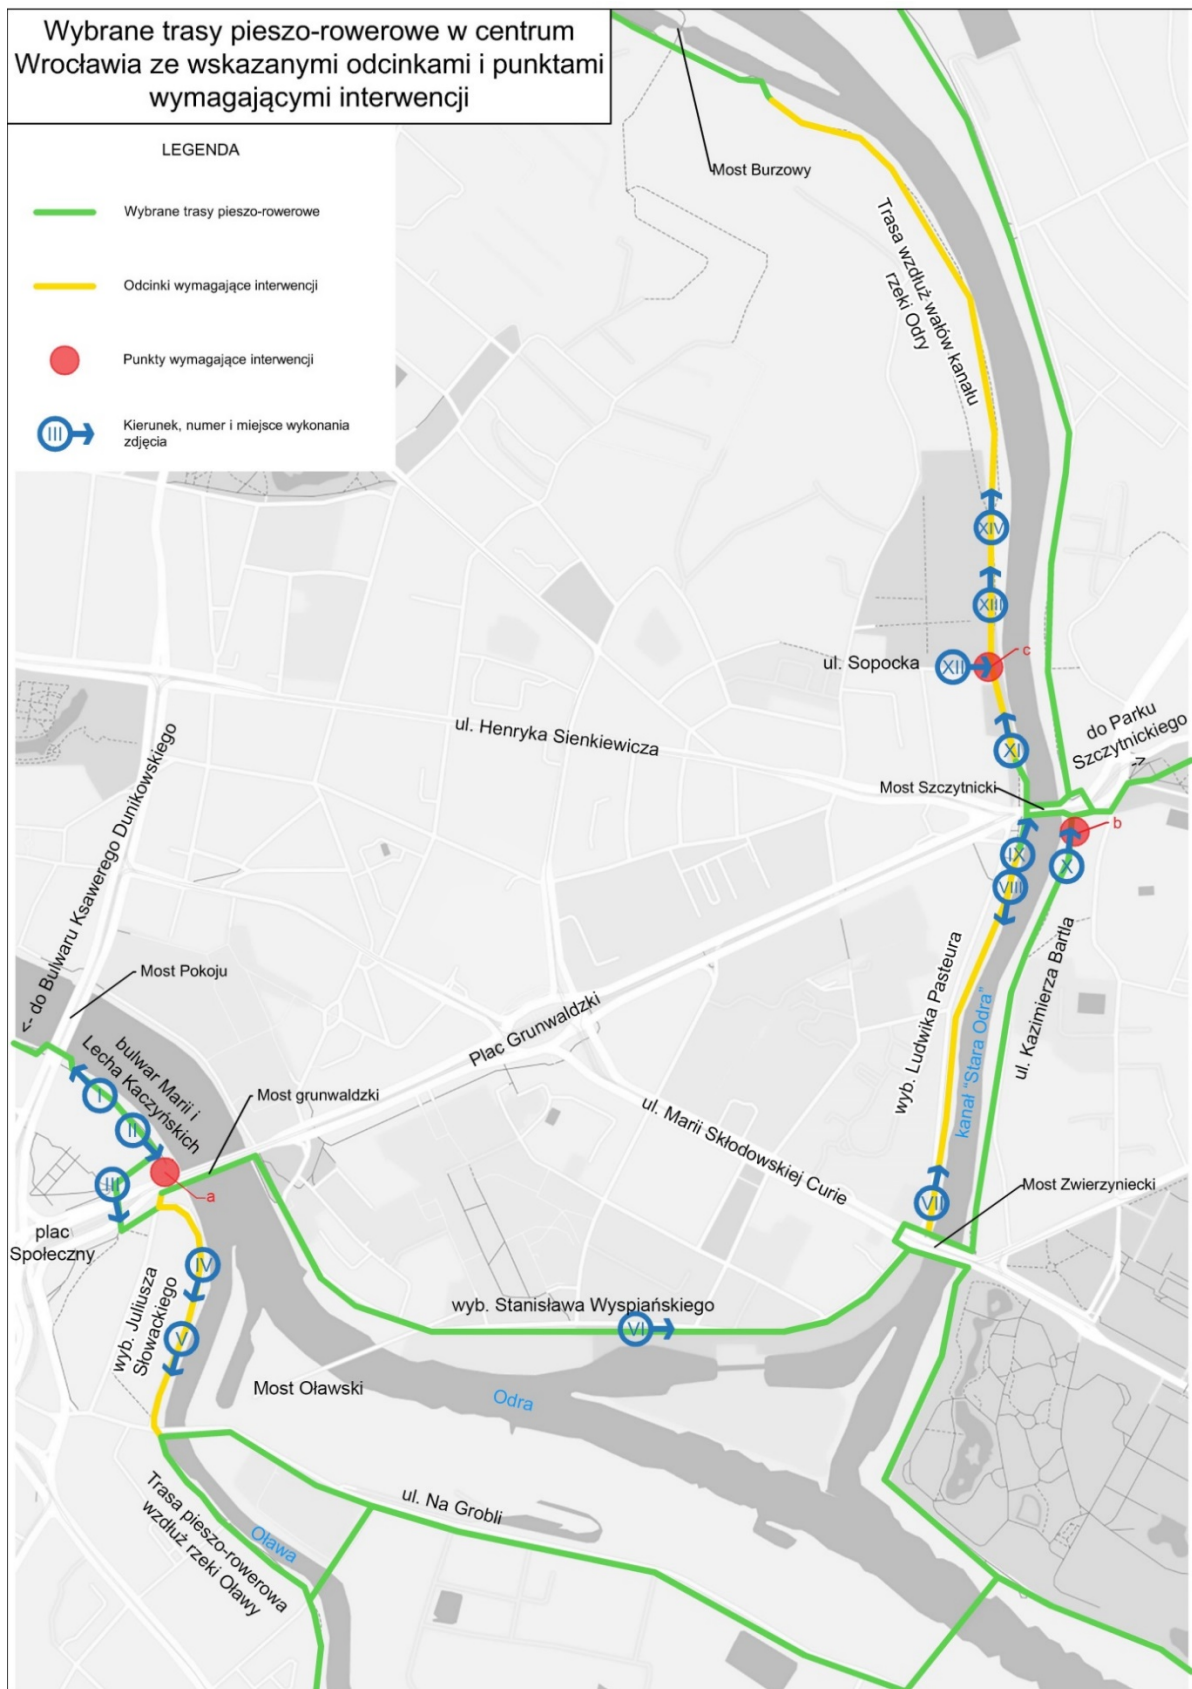 Wybrane trasy pieszo-rowerowe w centrum
Wrocławia ze wskazanymi odcinkami i punktami
wymagającymi interwencji
LEGENDA
Wybrane trasy pieszo-rowerowe
Odcinki wymagające interwencji
Punkty wymagające interwencji
III
Kierunek, numer i miejsce wykonania
zdjęcia
Most Burzowy
Trasa wzdłuż wałów kanału
rzeki Odry
XIV
XIII
ul. Sopocka
XII
c
XI
ul. Henryka Sienkiewicza
do Parku
Szczytnickiego
->
Most Szczytnicki
b
IX
X
VIII
<- do Bulwaru Ksawerego Dunikowskiego
Most Pokoju
bulwar Marii i
Lecha Kaczyńskich
I
II
III
a
Most grunwaldzki
Plac Grunwaldzki
wyb. Ludwika Pasteura
kanał "Stara Odra"
ul. Kazimierza Bartla
ul. Marii Skłodowskiej Curie
VII
Most Zwierzyniecki
plac
Społeczny
IV
V
wyb. Juliusza
Słowackiego
wyb. Stanisława Wyspiańskiego
VI
Most Oławski
Odra
ul. Na Grobli
Oława
Trasa pieszo-rowerowa
wzdłuż rzeki Oławy